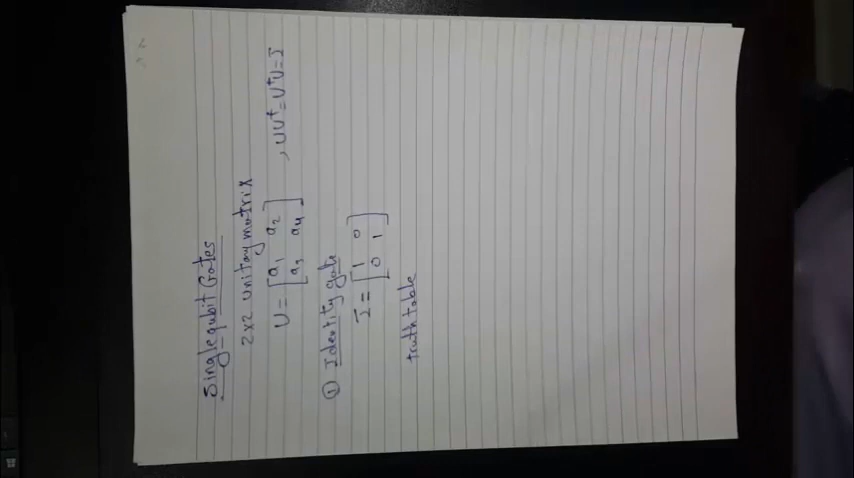 Single qubit Gates
2x2 unitary matrix
U = [a1 a2
a3 a4] , UU† = U†U = I
① Identity gate
I = [1 0
0 1]
truth table